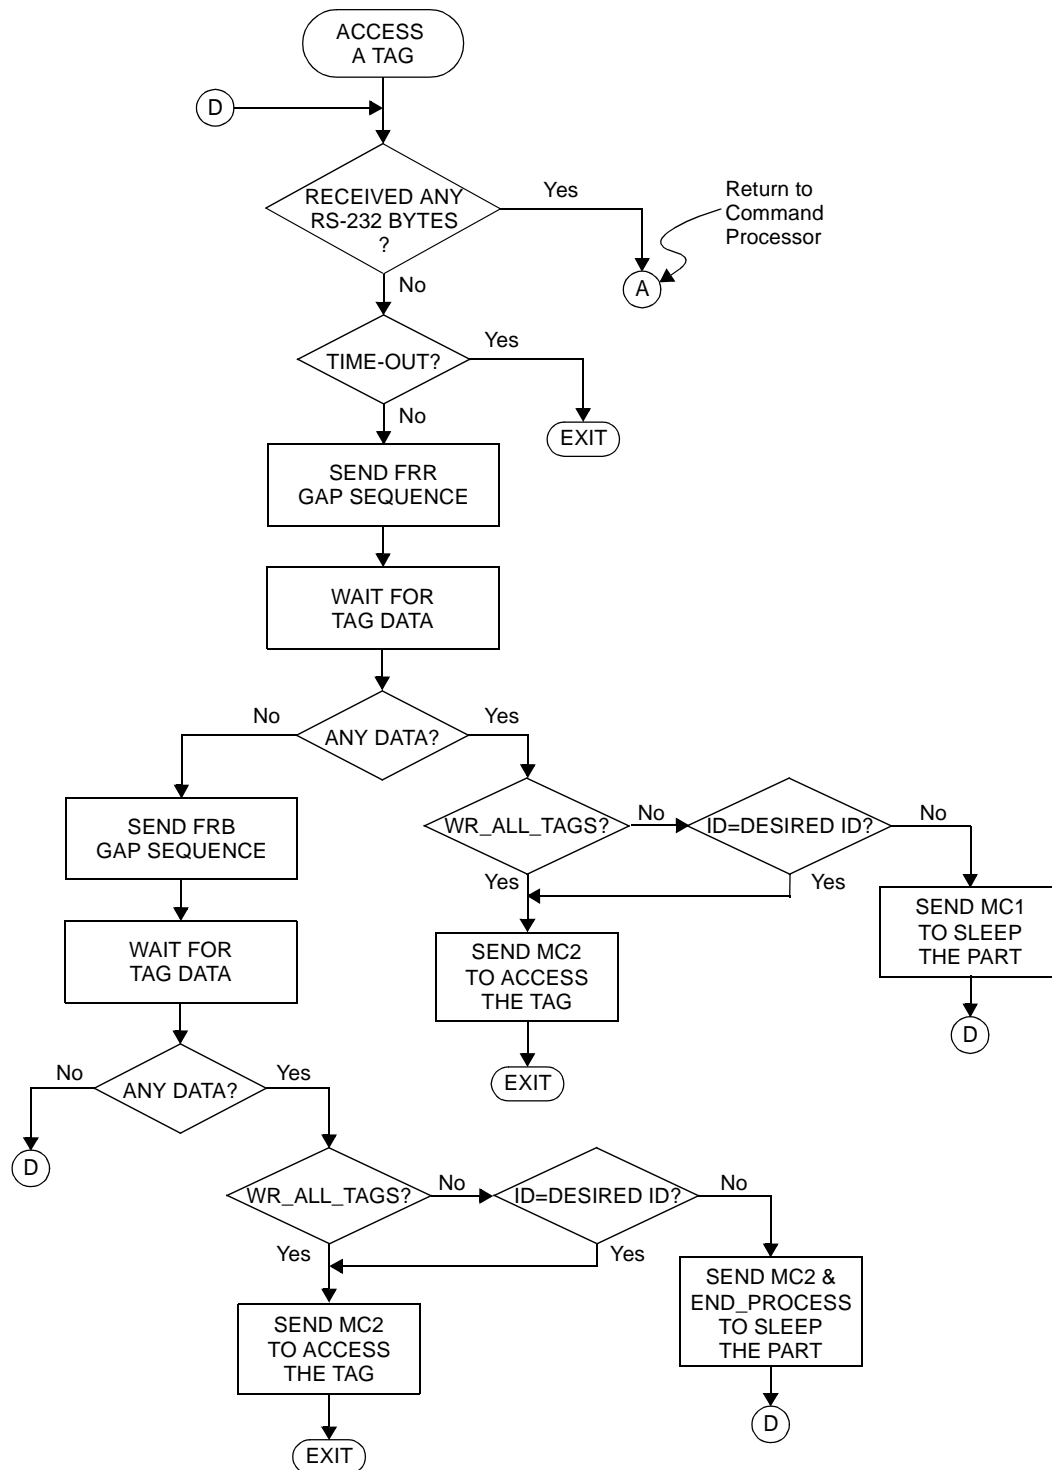 ACCESS
A TAG
D
RECEIVED ANY
RS-232 BYTES
?
Yes
Return to
Command
Processor
A
No
TIME-OUT?
Yes
EXIT
No
SEND FRR
GAP SEQUENCE
WAIT FOR
TAG DATA
No
ANY DATA?
Yes
SEND FRB
GAP SEQUENCE
WR_ALL_TAGS?
No
ID=DESIRED ID?
No
Yes
Yes
WAIT FOR
TAG DATA
SEND MC2
TO ACCESS
THE TAG
SEND MC1
TO SLEEP
THE PART
D
EXIT
No
ANY DATA?
Yes
D
WR_ALL_TAGS?
No
ID=DESIRED ID?
No
Yes
Yes
SEND MC2
TO ACCESS
THE TAG
SEND MC2 &
END_PROCESS
TO SLEEP
THE PART
D
EXIT